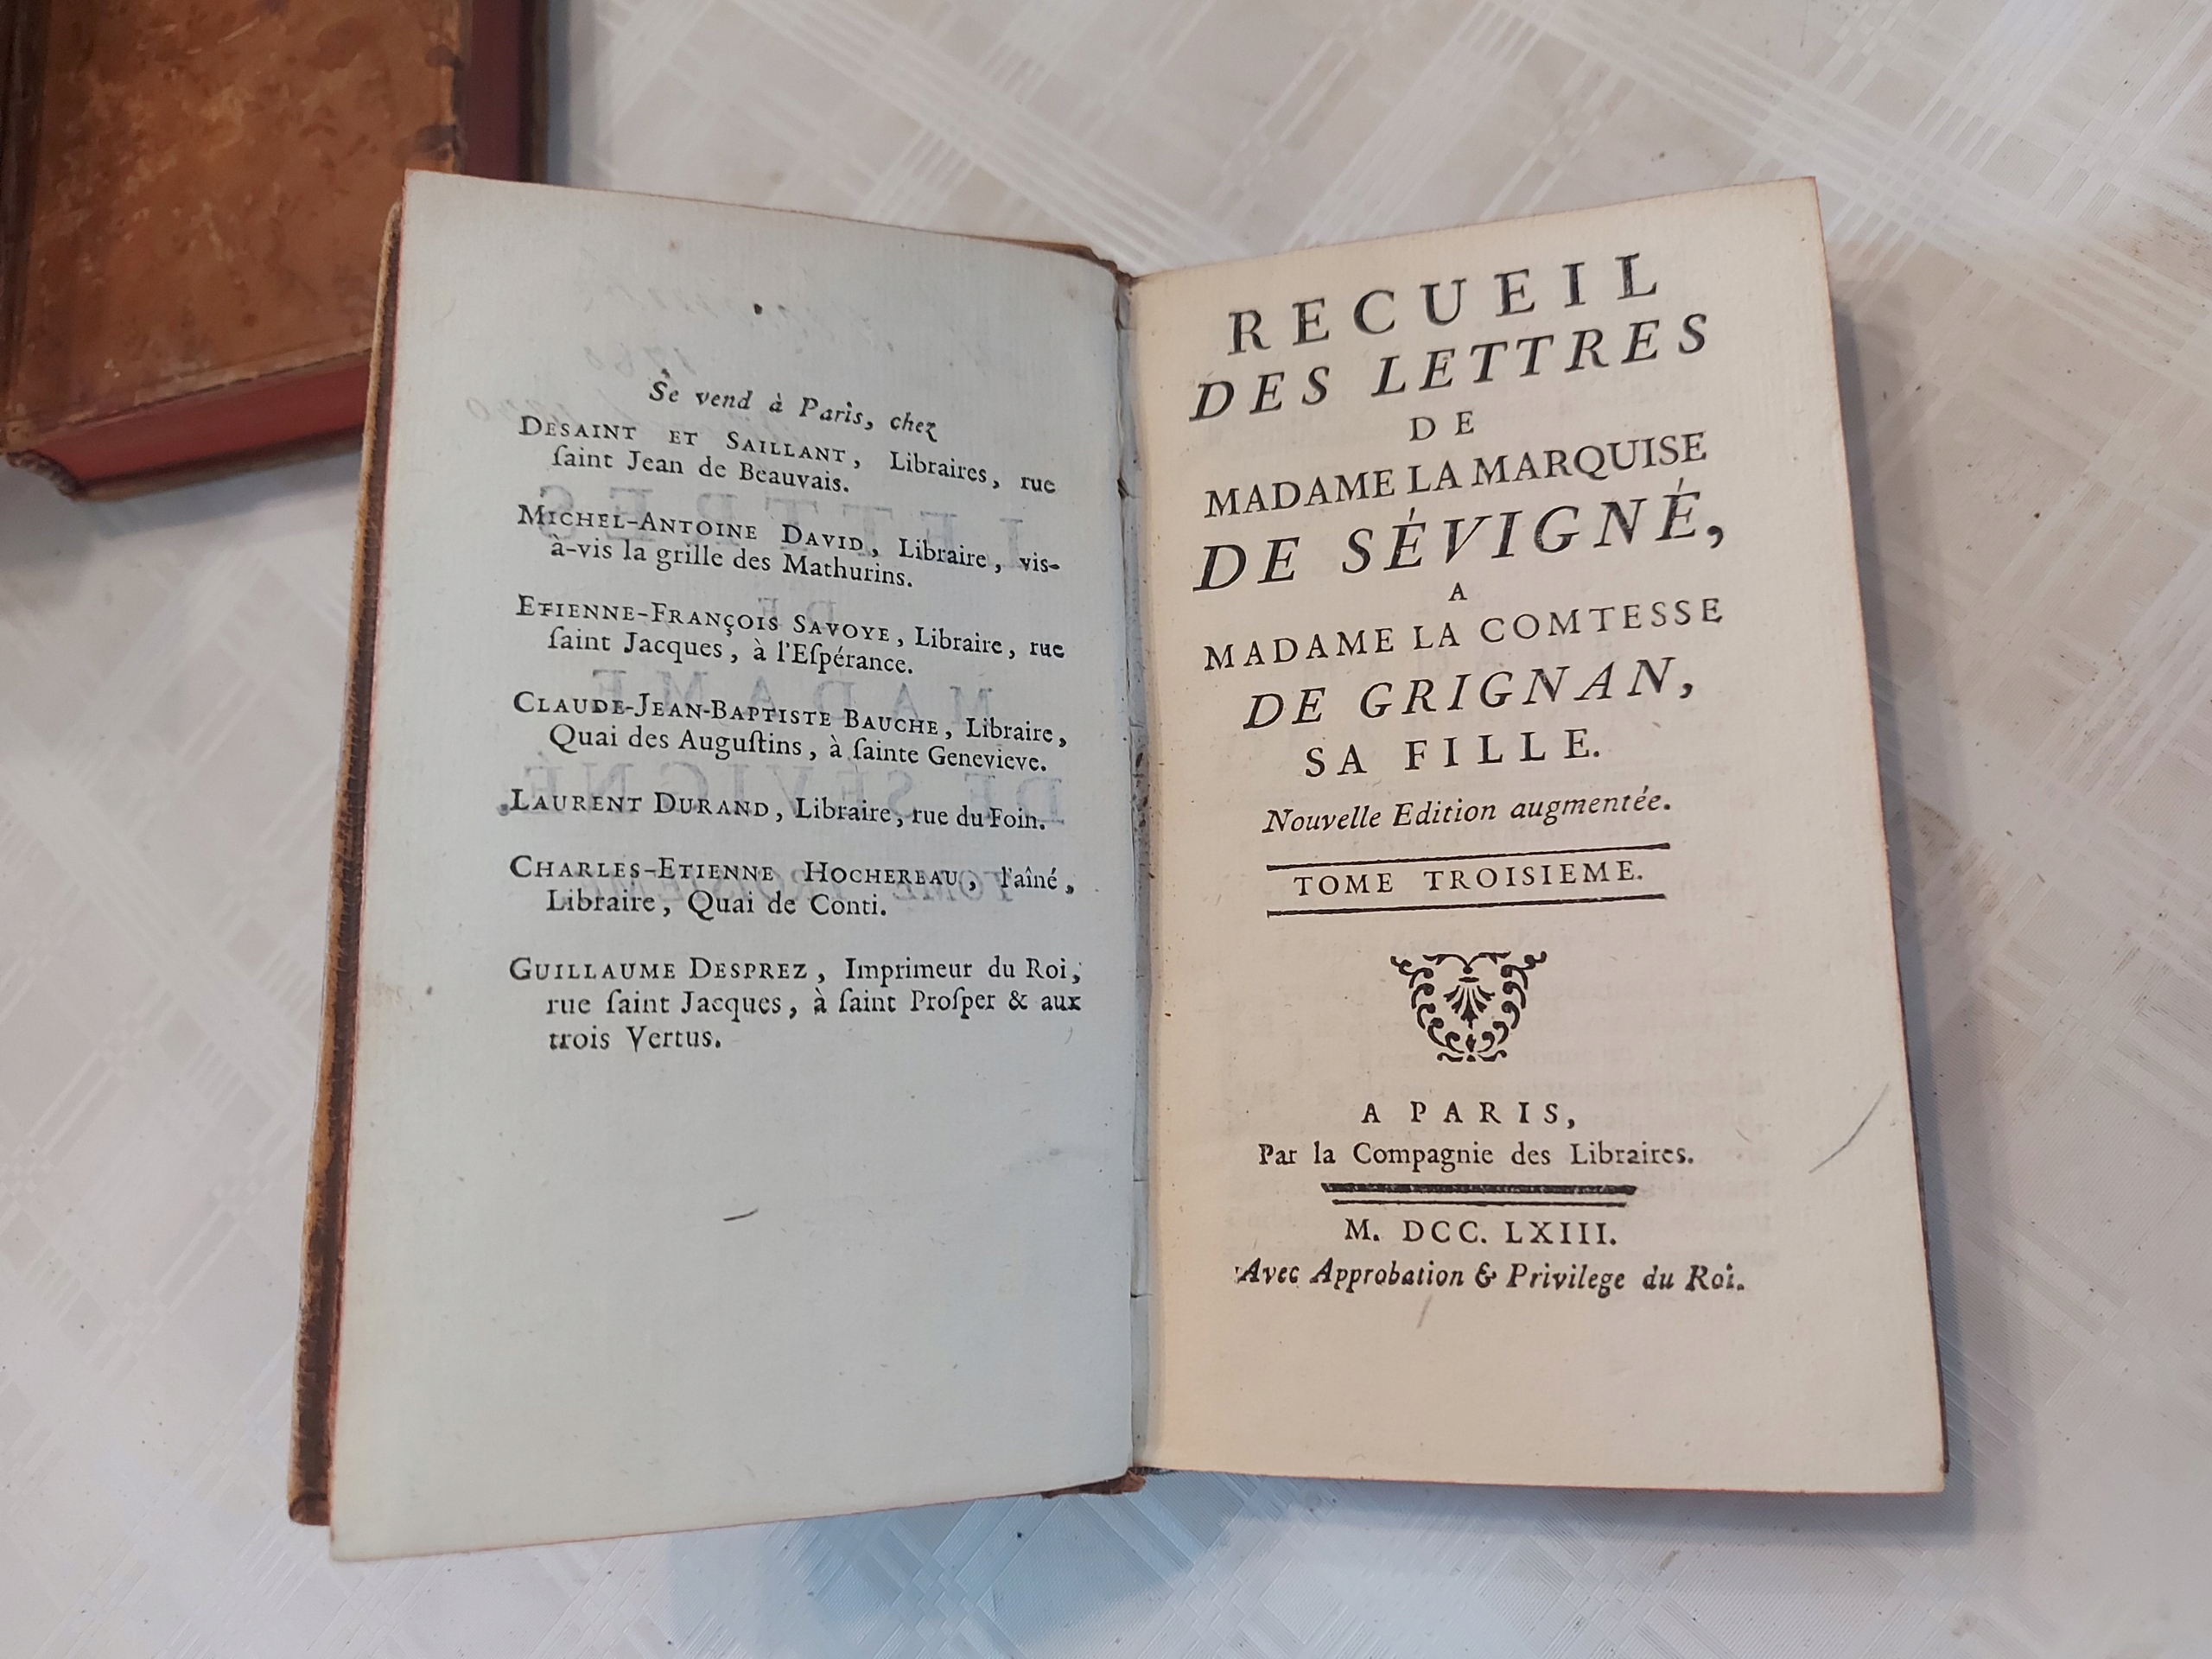 Se vend à Paris, chez
DESAINT ET SAILLANT, Libraires, rue
ſaint Jean de Beauvais.
MICHEL-ANTOINE DAVID, Libraire, vis-
à-vis la grille des Mathurins.
ETIENNE-FRANÇOIS SAVOYE, Libraire, rue
ſaint Jacques, à l'Eſpérance.
CLAUDE-JEAN-BAPTISTE BAUCHE, Libraire,
Quai des Auguſtins, à ſainte Genevieve.
LAURENT DURAND, Libraire, rue du Foin.
CHARLES-ETIENNE HOCHEREAU, l'aîné,
Libraire, Quai de Conti.
GUILLAUME DESPREZ, Imprimeur du Roi,
rue ſaint Jacques, à ſaint Proſper & aux
trois Vertus.
RECUEIL
DES LETTRES
DE
MADAME LA MARQUISE
DE SÉVIGNÉ,
A
MADAME LA COMTESSE
DE GRIGNAN,
SA FILLE.
Nouvelle Edition augmentée.
TOME TROISIEME.
A PARIS,
Par la Compagnie des Libraires.
M. DCC. LXIII.
Avec Approbation & Privilege du Roi.